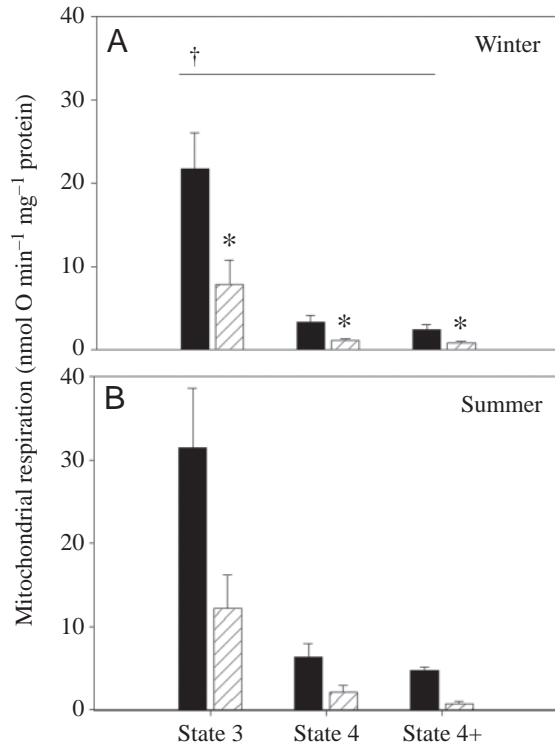 Mitochondrial respiration (nmol O min⁻¹ mg⁻¹ protein)
A
Winter
†
40
30
20
10
0
*
*
*
B
Summer
40
30
20
10
0
State 3
State 4
State 4+